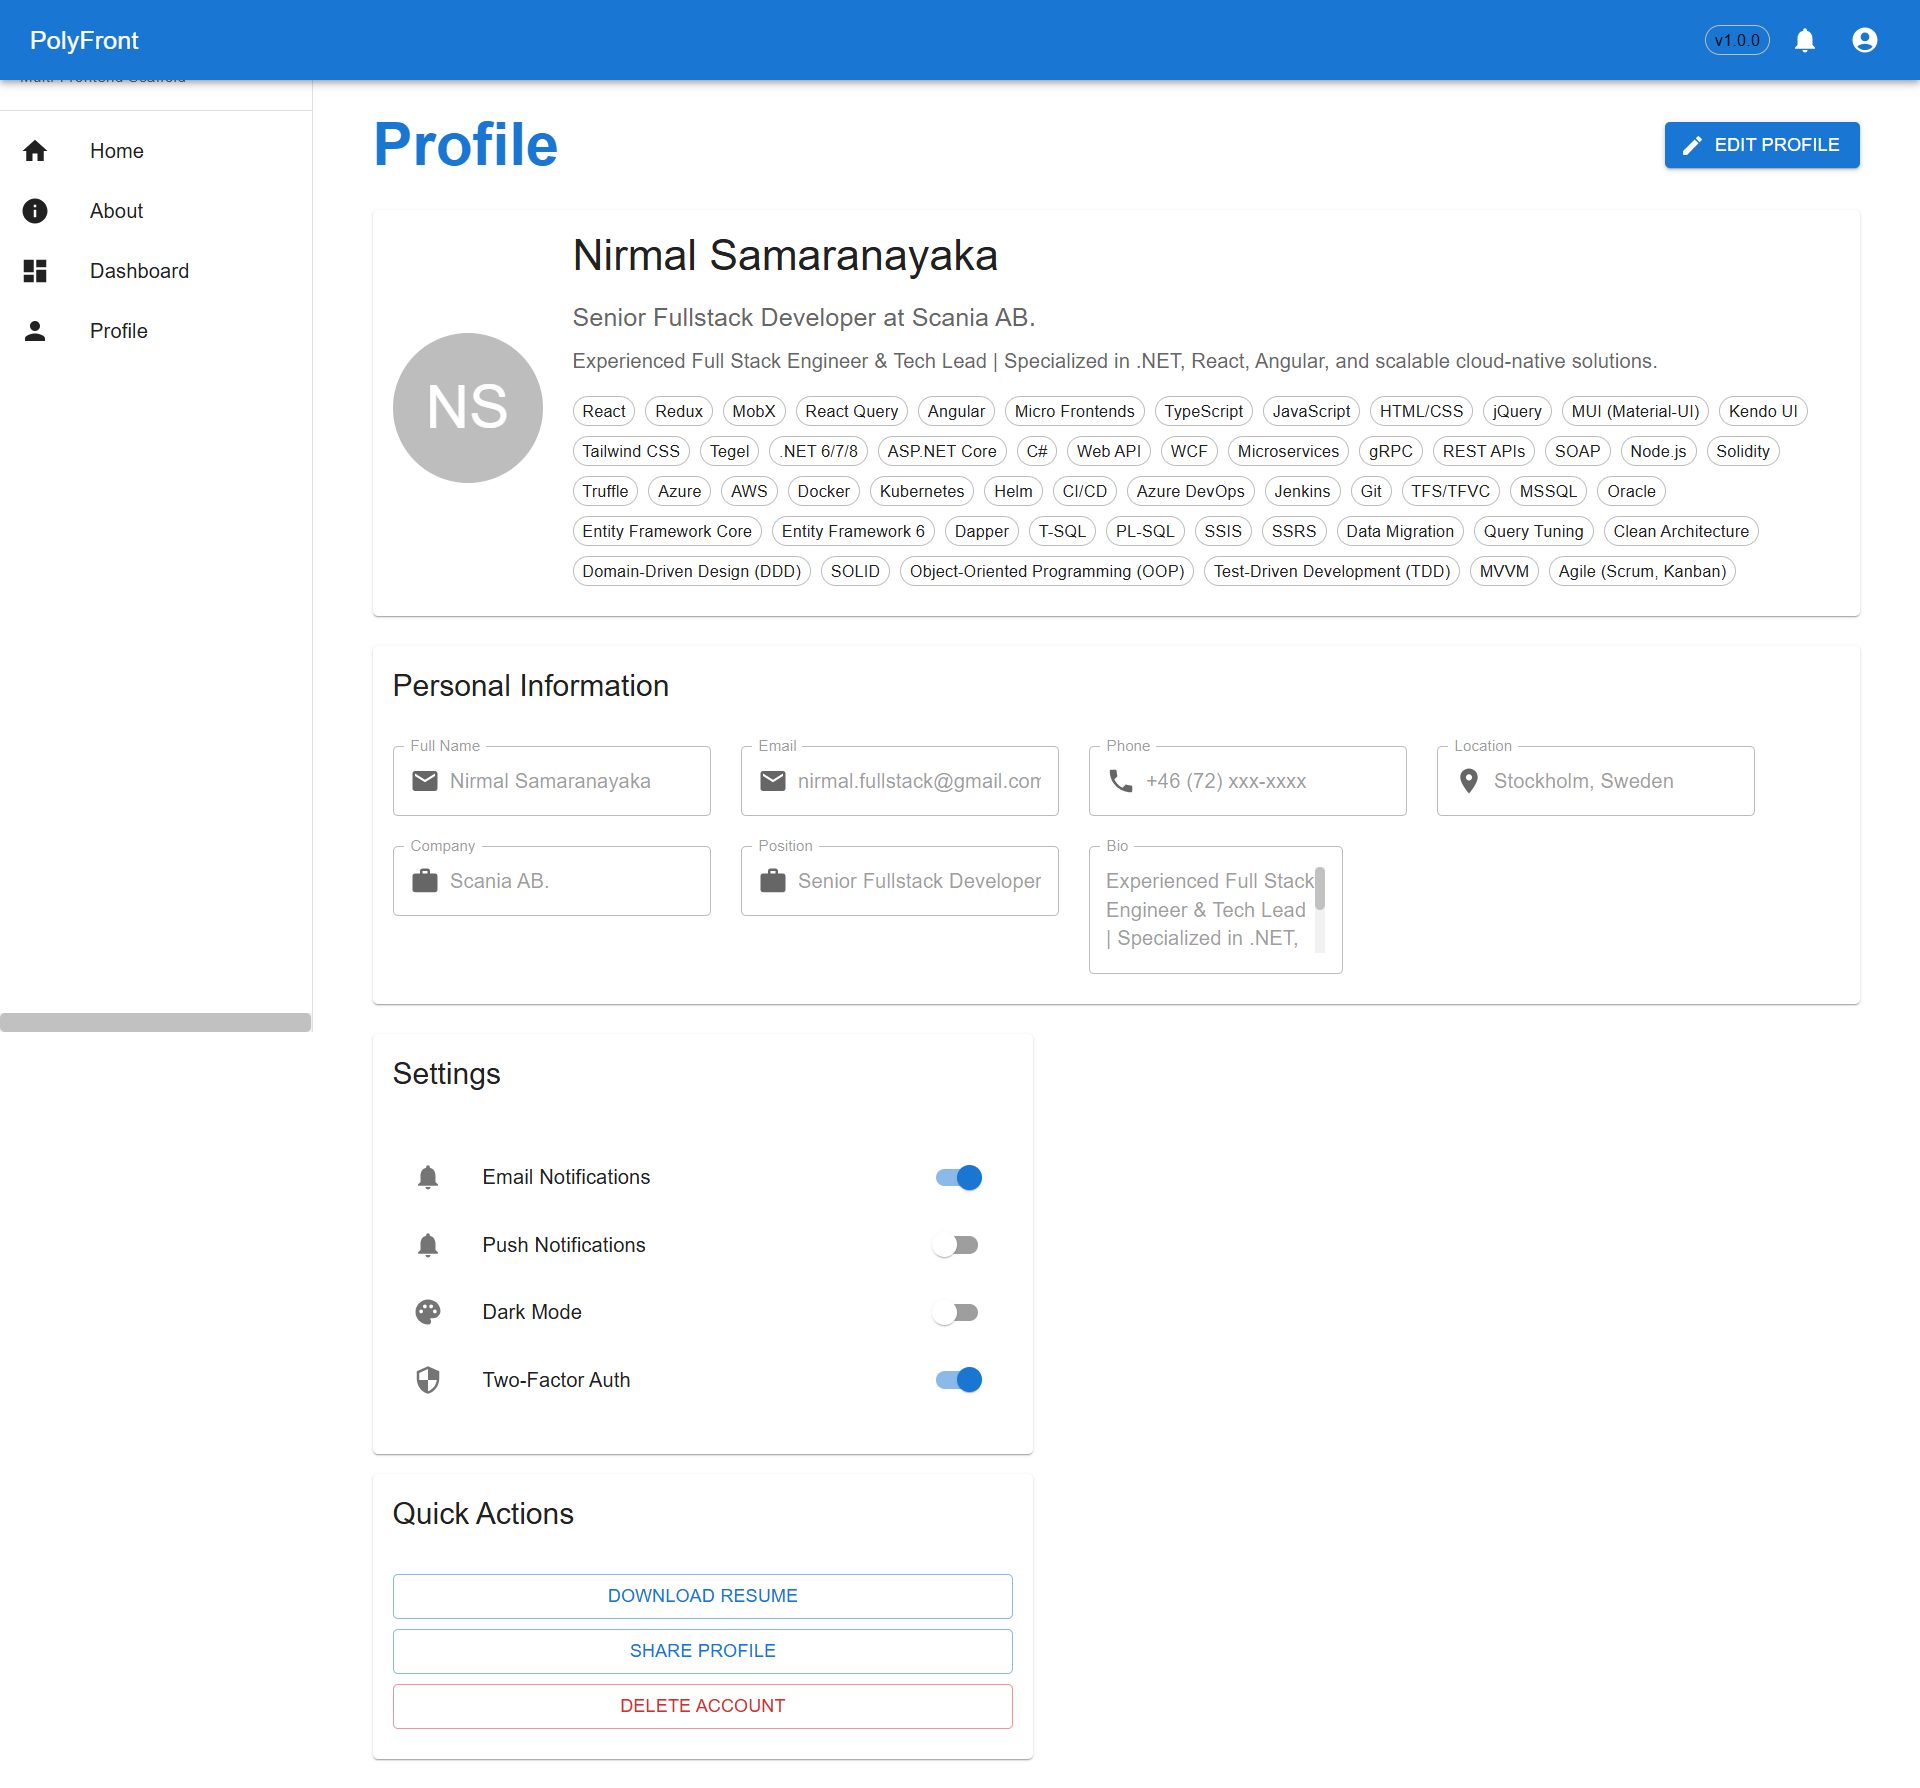 PolyFront
v1.0.0
Multi-Frontend Scaffold
Home
About
Dashboard
Profile
Profile
EDIT PROFILE
NS
Nirmal Samaranayaka
Senior Fullstack Developer at Scania AB.
Experienced Full Stack Engineer & Tech Lead | Specialized in .NET, React, Angular, and scalable cloud-native solutions.
React Redux MobX React Query Angular Micro Frontends TypeScript JavaScript HTML/CSS jQuery MUI (Material-UI) Kendo UI
Tailwind CSS Tegel .NET 6/7/8 ASP.NET Core C# Web API WCF Microservices gRPC REST APIs SOAP Node.js Solidity
Truffle Azure AWS Docker Kubernetes Helm CI/CD Azure DevOps Jenkins Git TFS/TFVC MSSQL Oracle
Entity Framework Core Entity Framework 6 Dapper T-SQL PL-SQL SSIS SSRS Data Migration Query Tuning Clean Architecture
Domain-Driven Design (DDD) SOLID Object-Oriented Programming (OOP) Test-Driven Development (TDD) MVVM Agile (Scrum, Kanban)
Personal Information
Full Name
Nirmal Samaranayaka
Email
nirmal.fullstack@gmail.com
Phone
+46 (72) xxx-xxxx
Location
Stockholm, Sweden
Company
Scania AB.
Position
Senior Fullstack Developer
Bio
Experienced Full Stack
Engineer & Tech Lead
| Specialized in .NET,
Settings
Email Notifications
Push Notifications
Dark Mode
Two-Factor Auth
Quick Actions
DOWNLOAD RESUME
SHARE PROFILE
DELETE ACCOUNT